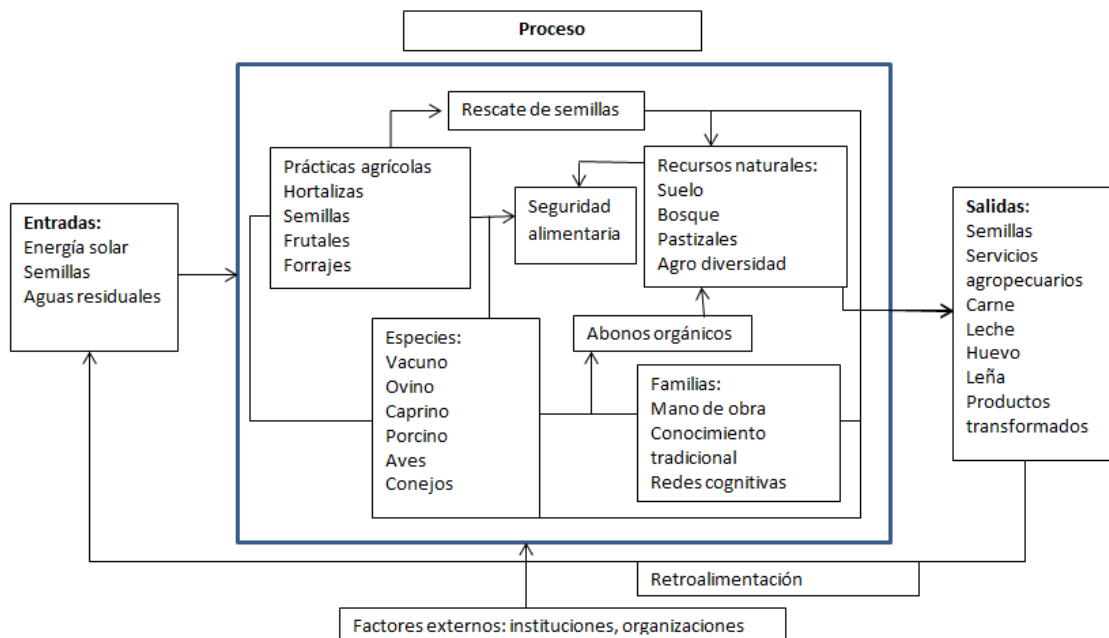 Proceso
Rescate de semillas
Prácticas agrícolas
Hortalizas
Semillas
Frutales
Forrajes
Seguridad
alimentaria
Recursos naturales:
Suelo
Bosque
Pastizales
Agro diversidad
Entradas:
Energía solar
Semillas
Aguas residuales
Salidas:
Semillas
Servicios
agropecuarios
Carne
Leche
Huevo
Leña
Productos
transformados
Especies:
Vacuno
Ovino
Caprino
Porcino
Aves
Conejos
Abonos orgánicos
Familias:
Mano de obra
Conocimiento
tradicional
Redes cognitivas
Retroalimentación
Factores externos: instituciones, organizaciones